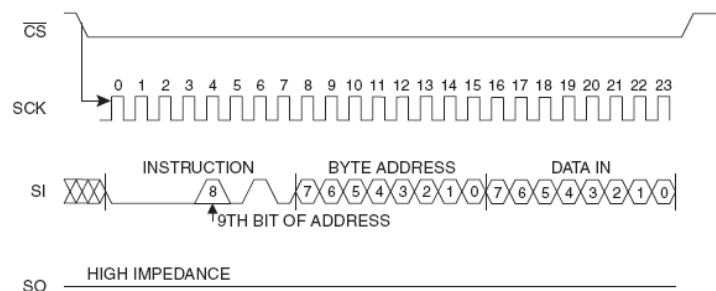 CS
0 1 2 3 4 5 6 7 8 9 10 11 12 13 14 15 16 17 18 19 20 21 22 23
SCK
INSTRUCTION BYTE ADDRESS DATA IN
SI 8 7 6 5 4 3 2 1 0 7 6 5 4 3 2 1 0
9TH BIT OF ADDRESS
HIGH IMPEDANCE
SO